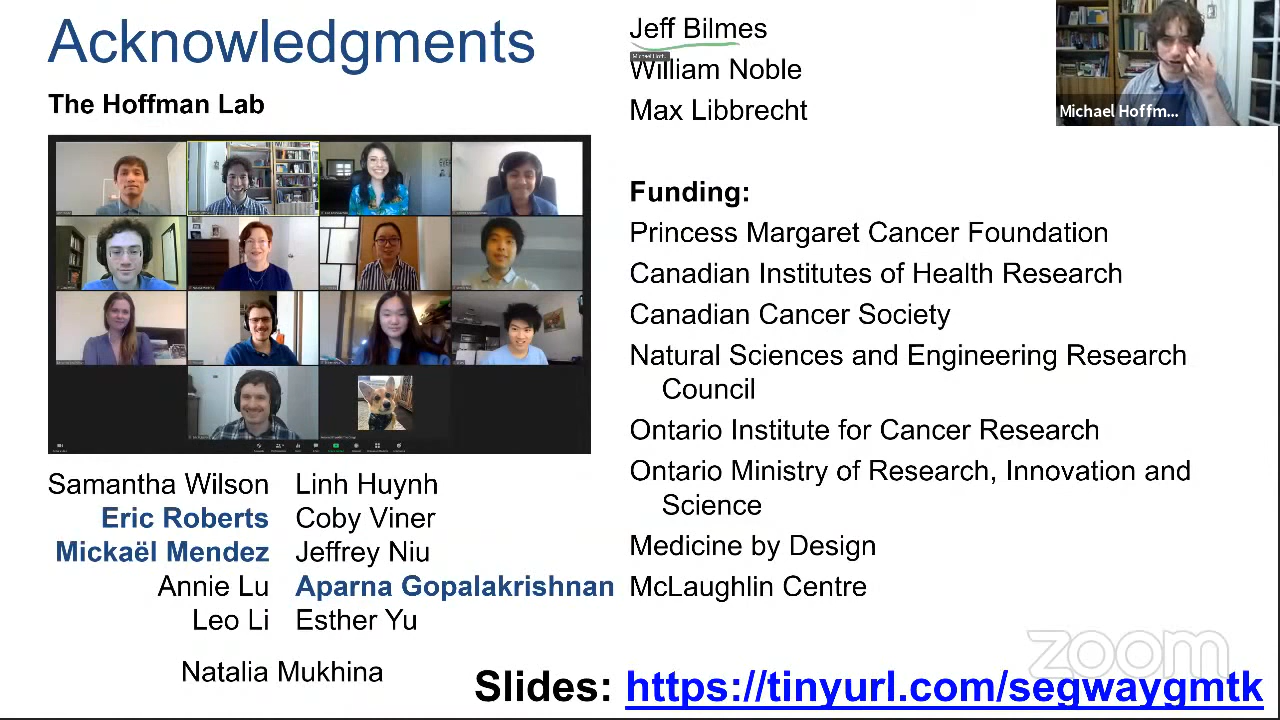 Acknowledgments
The Hoffman Lab
Samantha Wilson
Linh Huynh
Eric Roberts
Coby Viner
Mickaël Mendez
Jeffrey Niu
Annie Lu
Aparna Gopalakrishnan
Leo Li
Esther Yu
Natalia Mukhina
Jeff Bilmes
William Noble
Max Libbrecht
Funding:
Princess Margaret Cancer Foundation
Canadian Institutes of Health Research
Canadian Cancer Society
Natural Sciences and Engineering Research
Council
Ontario Institute for Cancer Research
Ontario Ministry of Research, Innovation and
Science
Medicine by Design
McLaughlin Centre
Slides: https://tinyurl.com/segwaygmtk
Michael Hoffm...
zoom